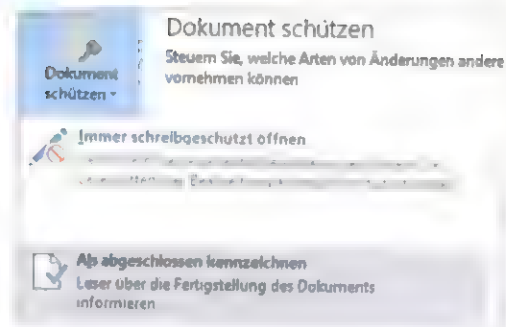 Dokument schützen
Steuern Sie, welche Arten von Änderungen andere
vornehmen können
Dokument
schützen
Immer schreibgeschützt öffnen
Als abgeschlossen kennzeichnen
Leser über die Fertigstellung des Dokuments
informieren